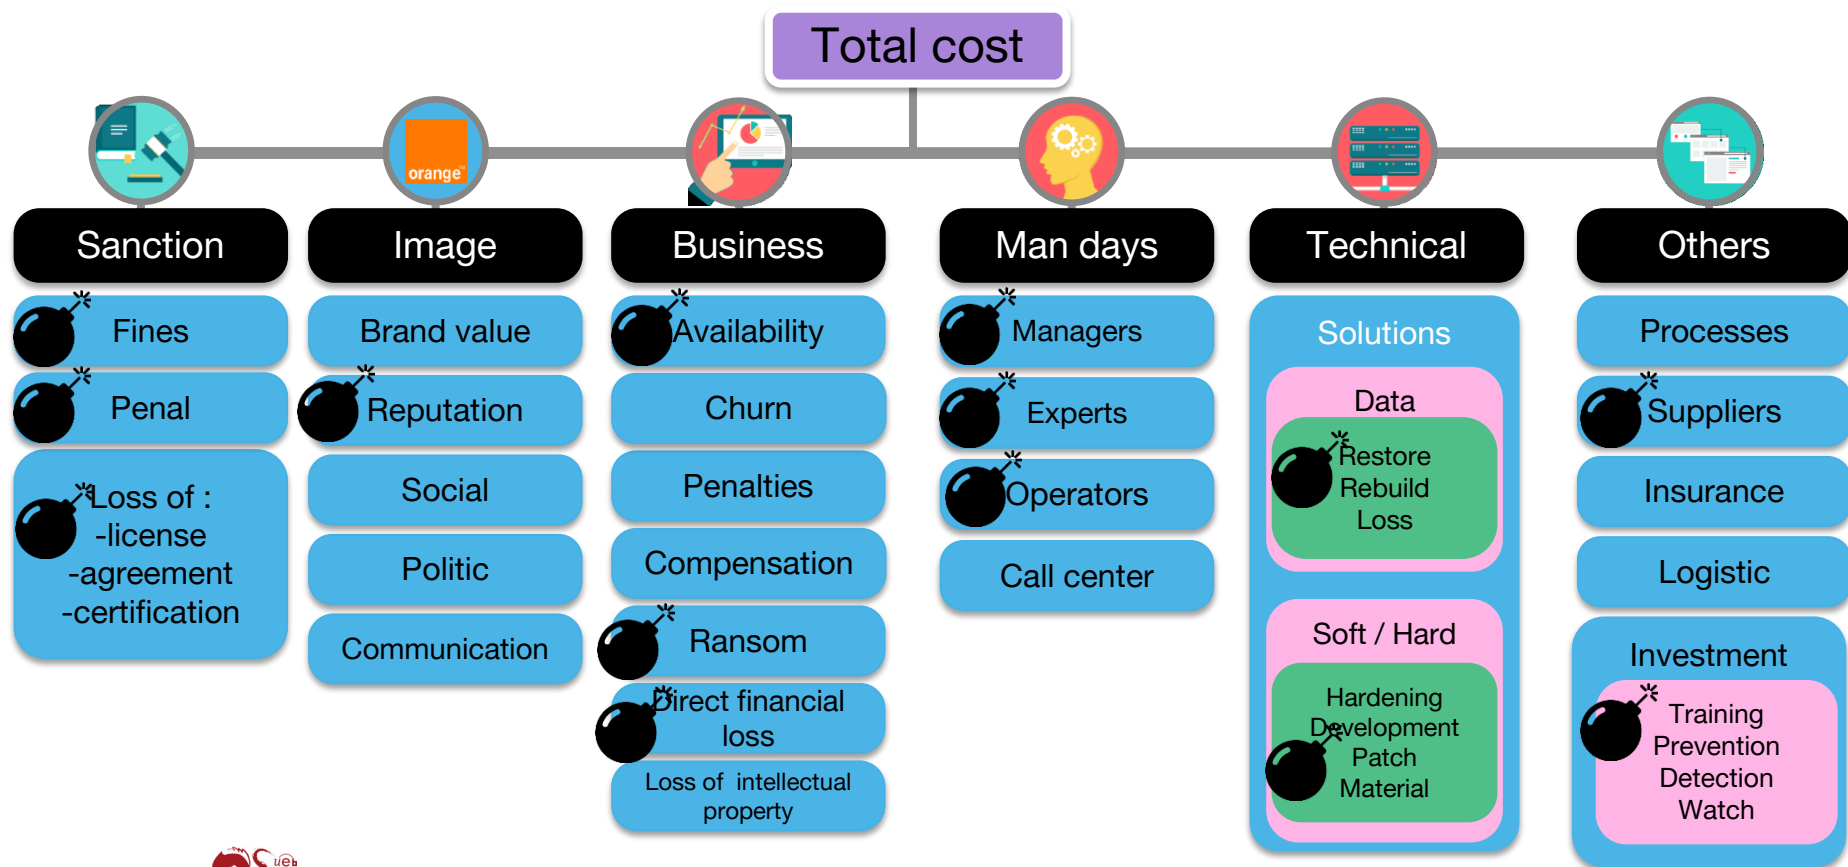 Total cost
orange™
Sanction
Fines
Penal
Loss of :
-license
-agreement
-certification
Image
Brand value
Reputation
Social
Politic
Communication
Business
Availability
Churn
Penalties
Compensation
Ransom
Direct financial
loss
Loss of intellectual
property
Man days
Managers
Experts
Operators
Call center
Technical
Solutions
Data
Restore
Rebuild
Loss
Soft / Hard
Hardening
Development
Patch
Material
Others
Processes
Suppliers
Insurance
Logistic
Investment
Training
Prevention
Detection
Watch